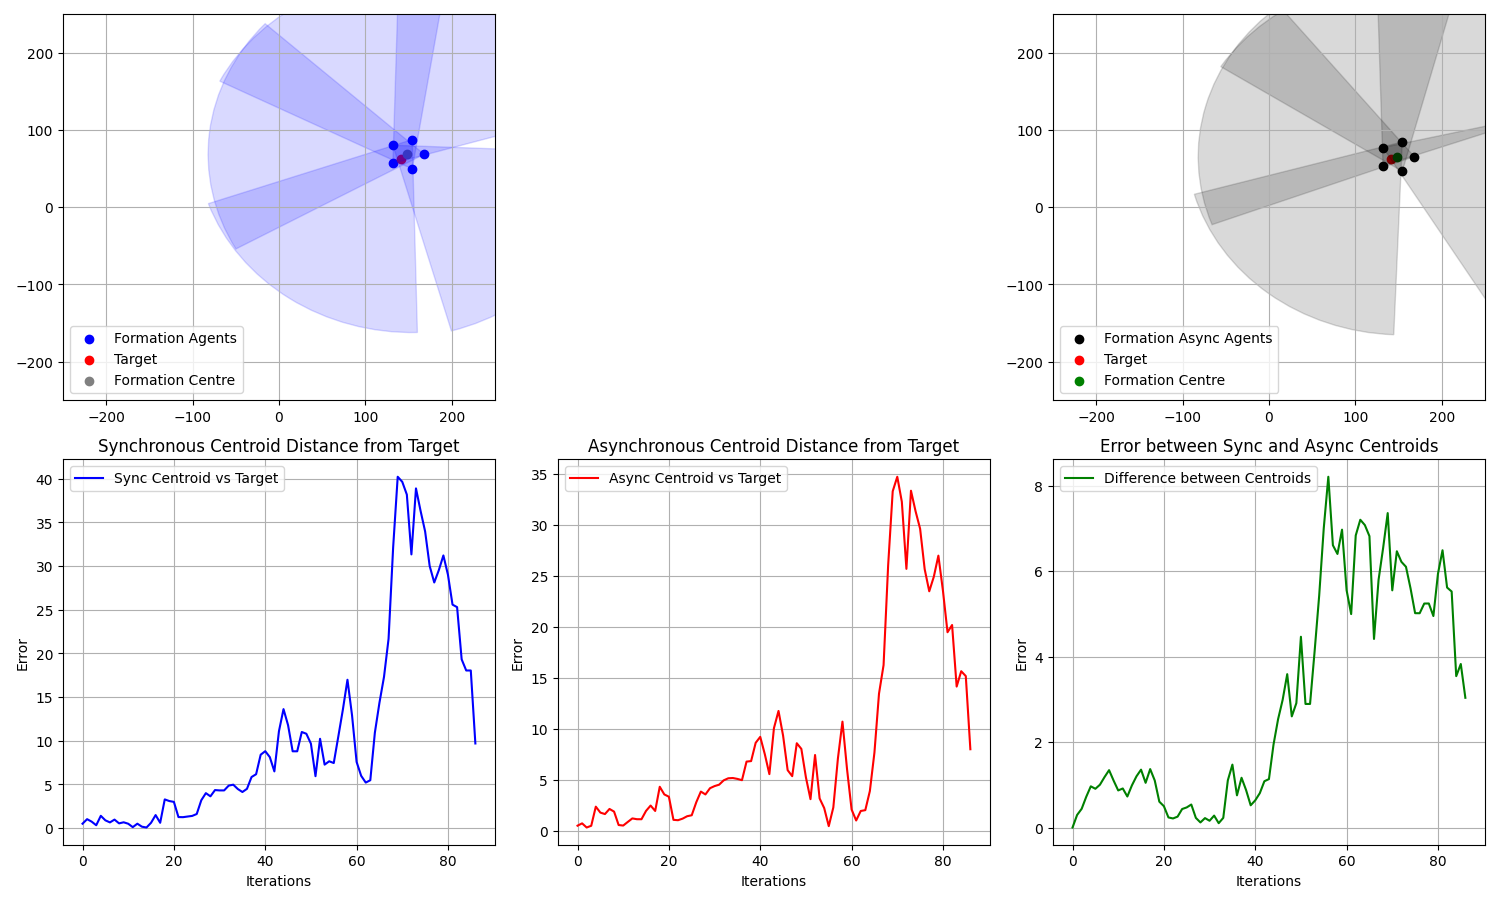 200
100
0
−100
−200
Formation Agents
Target
Formation Centre
−200 −100 0 100 200
200
100
0
−100
−200
Formation Async Agents
Target
Formation Centre
−200 −100 0 100 200
Synchronous Centroid Distance from Target
Sync Centroid vs Target
40
35
30
25
20
15
10
5
0
Error
0 20 40 60 80
Iterations
Asynchronous Centroid Distance from Target
Async Centroid vs Target
35
30
25
20
15
10
5
0
Error
0 20 40 60 80
Iterations
Error between Sync and Async Centroids
Difference between Centroids
8
6
4
2
0
Error
0 20 40 60 80
Iterations